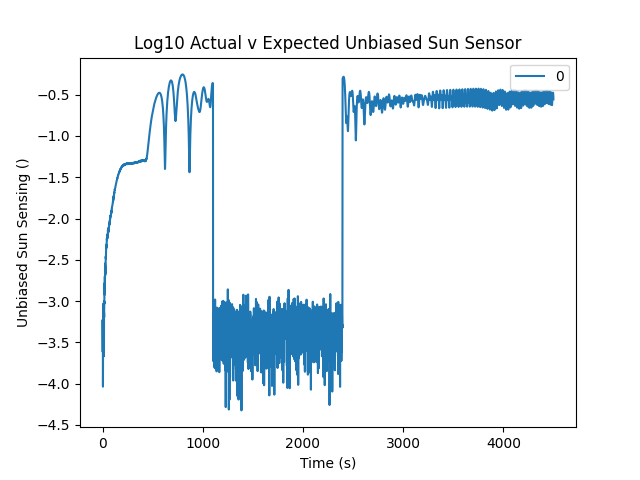 Log10 Actual v Expected Unbiased Sun Sensor
0
−0.5
−1.0
−1.5
−2.0
−2.5
−3.0
−3.5
−4.0
−4.5
Unbiased Sun Sensing ()
0 1000 2000 3000 4000
Time (s)